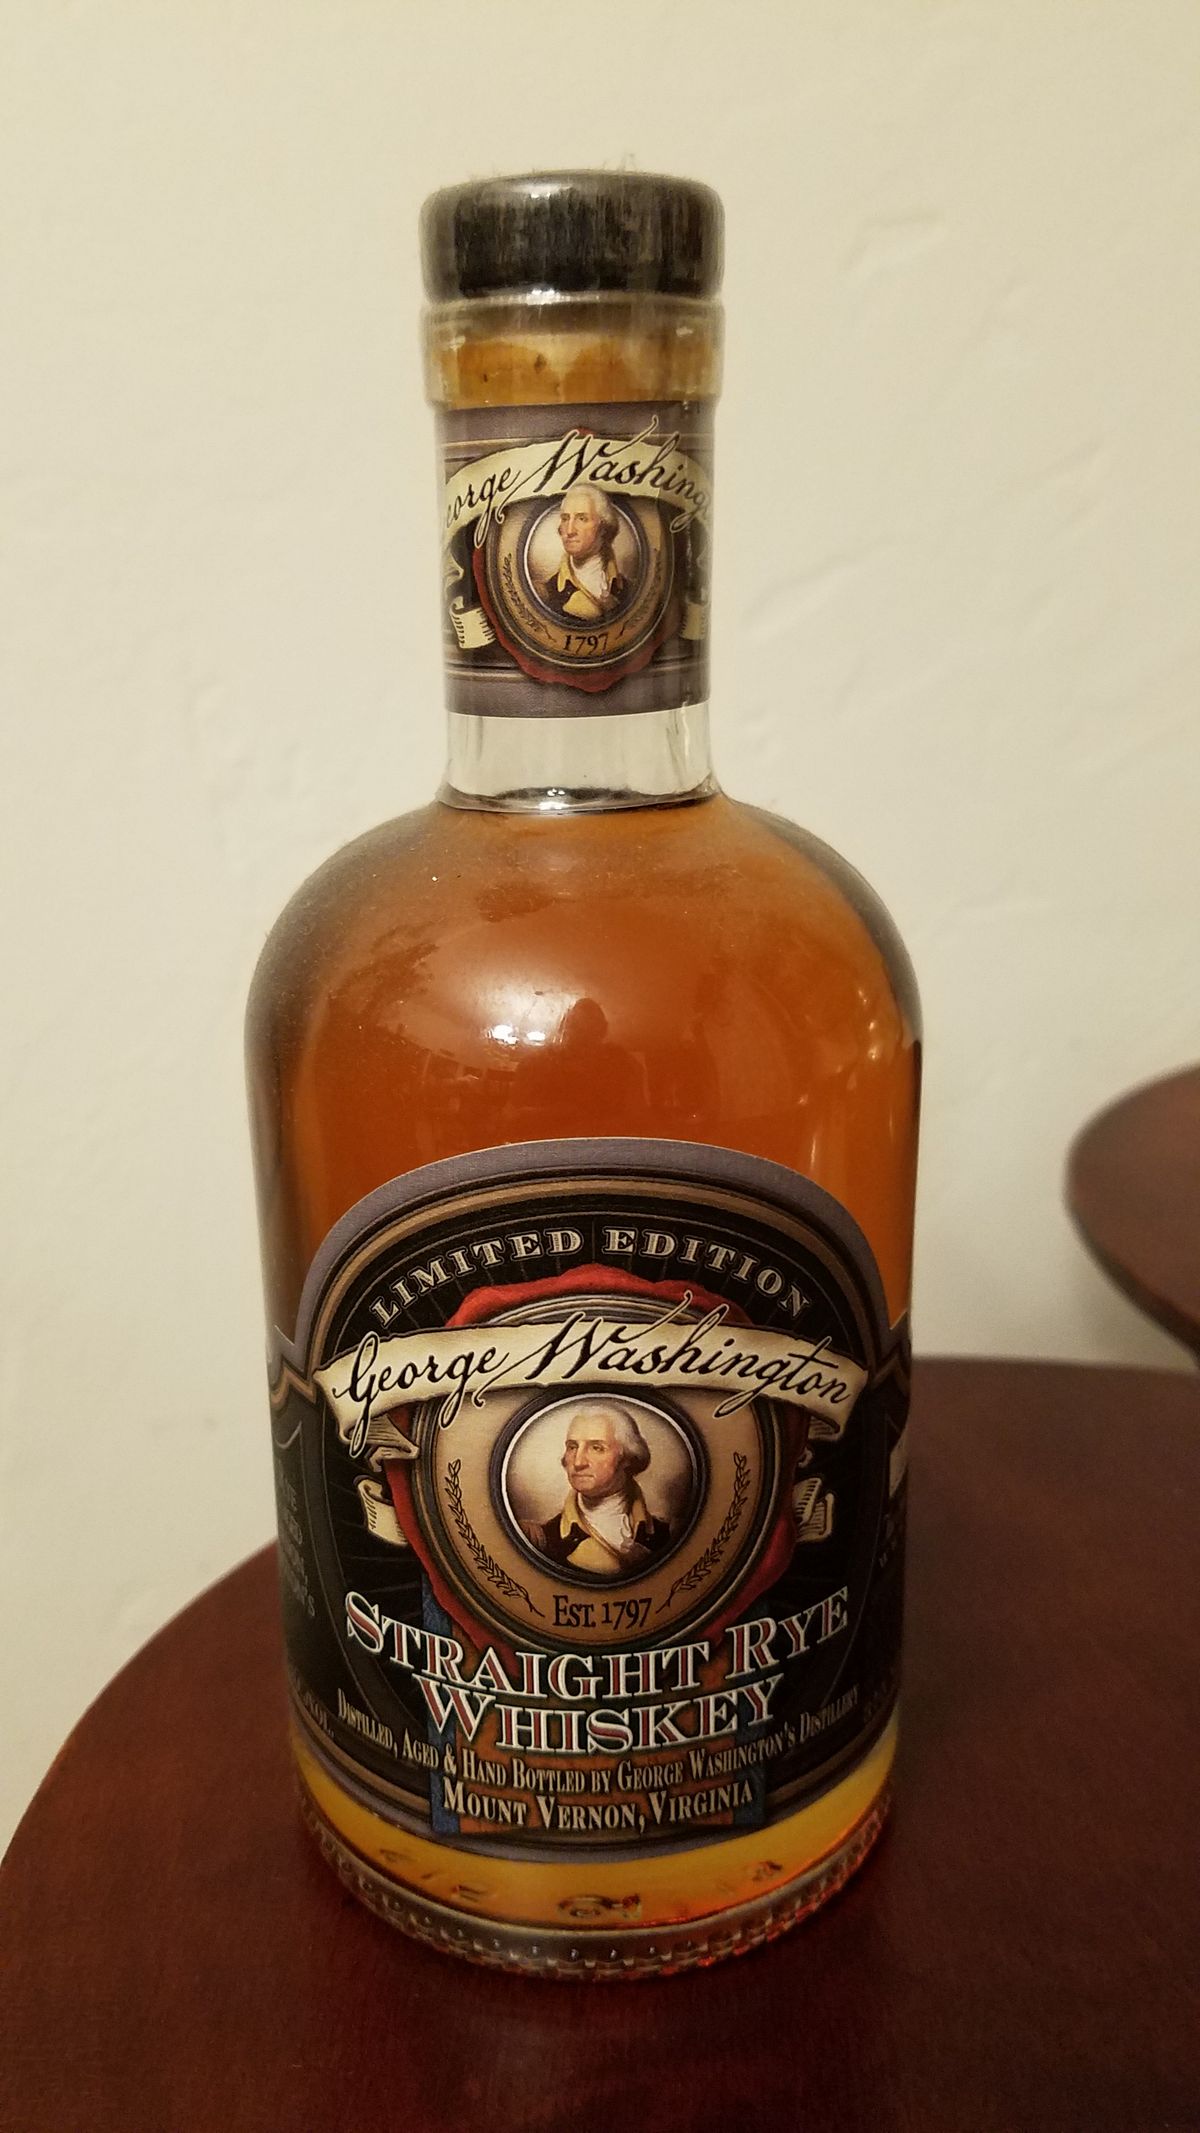 George Washing
1797
LIMITED EDITION
George Washington
EST. 1797
STRAIGHT RYE
WHISKEY
DISTILLED, AGED & HAND BOTTLED BY GEORGE WASHINGTON'S DISTILLERY
MOUNT VERNON, VIRGINIA